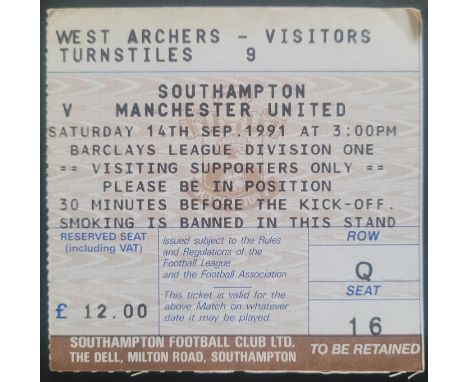 WEST ARCHERS - VISITORS
TURNSTILES 9
SOUTHAMPTON
V MANCHESTER UNITED
SATURDAY 14TH SEP.1991 AT 3:00PM
BARCLAYS LEAGUE DIVISION ONE
== VISITING SUPPORTERS ONLY ==
PLEASE BE IN POSITION
30 MINUTES BEFORE THE KICK-OFF.
SMOKING IS BANNED IN THIS STAND
RESERVED SEAT
(including VAT)
£ 12.00
Issued subject to the Rules
and Regulations of the
Football League
and the Football Association
This ticket is valid for the
above Match on whatever
date it may be played.
ROW
Q
SEAT
16
SOUTHAMPTON FOOTBALL CLUB LTD.
THE DELL, MILTON ROAD, SOUTHAMPTON
TO BE RETAINED